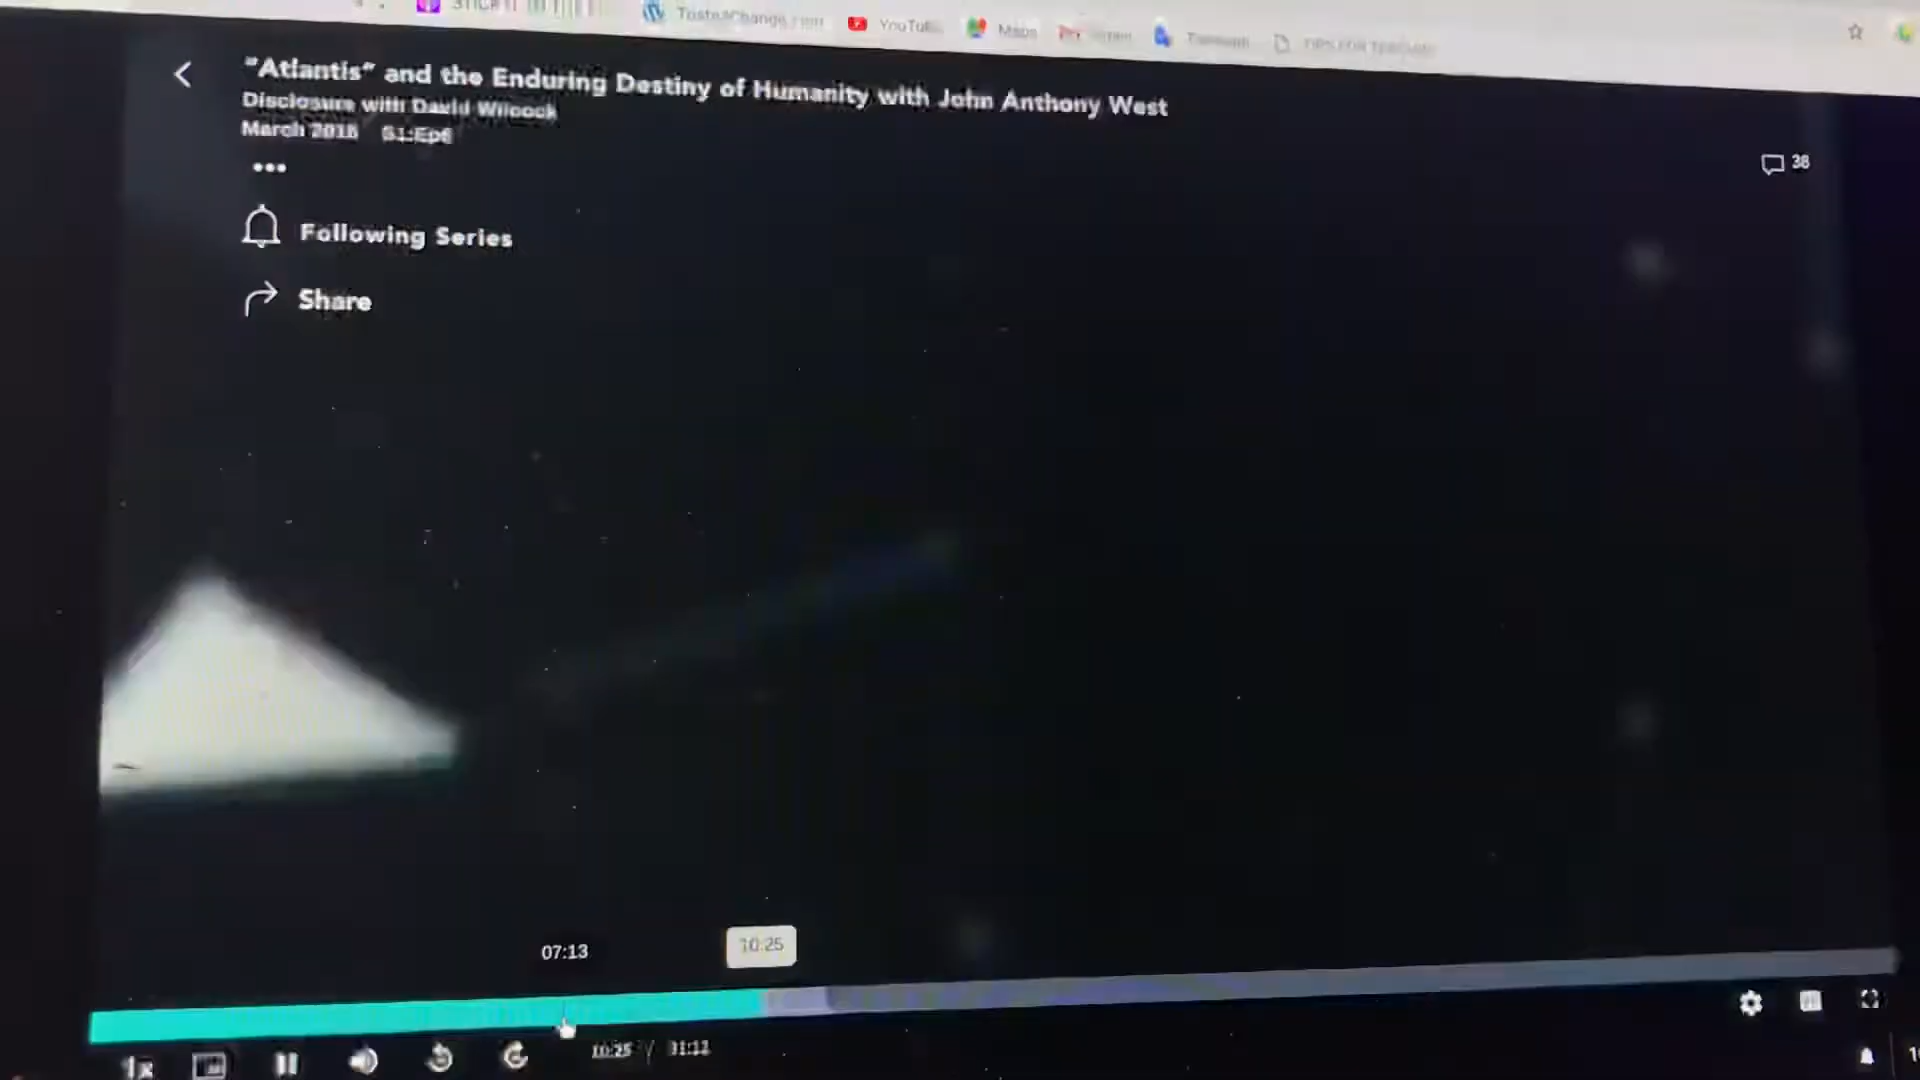 YouTube
Maps
"Atlantis" and the Enduring Destiny of Humanity with John Anthony West
Disclosure with David Wilcock
March 2018 S1:Ep6
38
Following Series
Share
07:13
10:25
1x
10:25 / 31:12